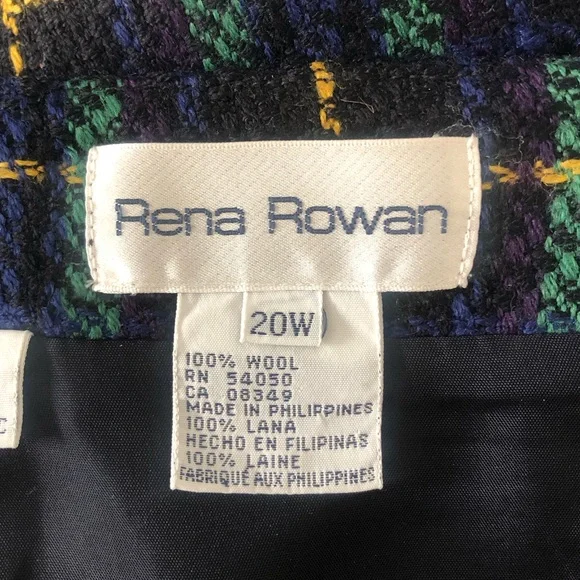 Rena Rowan
20W
100% WOOL
RN 54050
CA 08349
MADE IN PHILIPPINES
100% LANA
HECHO EN FILIPINAS
100% LAINE
FABRIQUÉ AUX PHILIPPINES
C